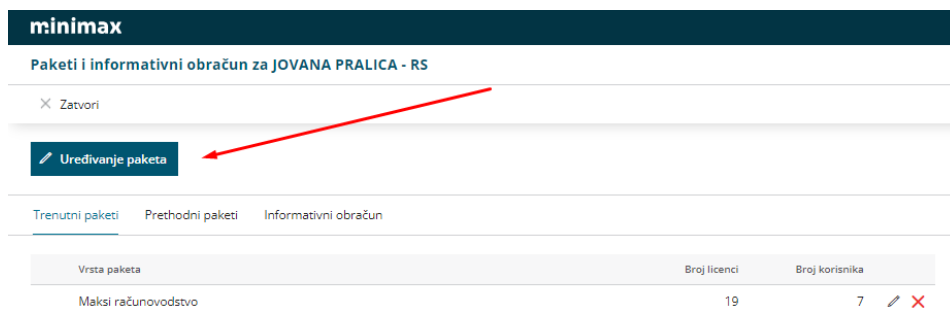 minimax
Paketi i informativni obračun za JOVANA PRALICA - RS
Zatvori
Uređivanje paketa
Trenutni paketi Prethodni paketi Informativni obračun
Vrsta paketa Broj licenci Broj korisnika
Maksi računovodstvo 19 7